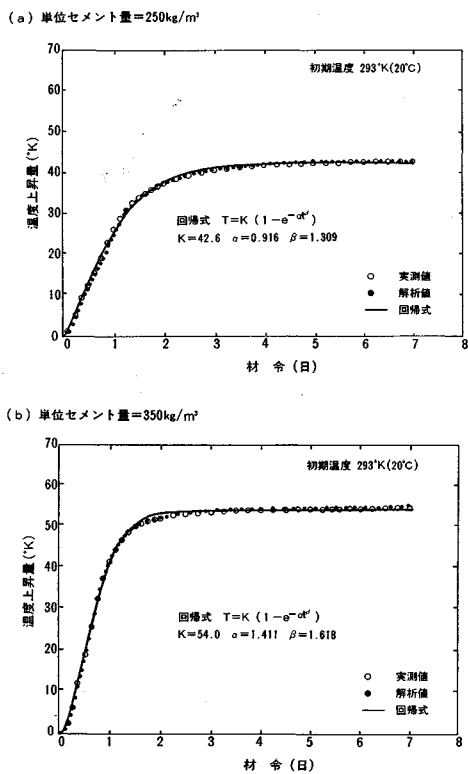 (a) 単位セメント量=250kg/m³
70
初期温度 293°K(20℃)
60
50
40
温度上昇量(°K)
30
回帰式 T=K(1-e^-αt^β)
K=42.6 α=0.916 β=1.309
20
○ 実測値
● 解析値
10
— 回帰式
0
0 1 2 3 4 5 6 7 8
材 令(日)
(b) 単位セメント量=350kg/m³
70
初期温度 293°K(20℃)
60
50
40
温度上昇量(°K)
30
回帰式 T=K(1-e^-αt^β)
K=54.0 α=1.411 β=1.618
20
○ 実測値
● 解析値
10
— 回帰式
0
0 1 2 3 4 5 6 7 8
材 令(日)